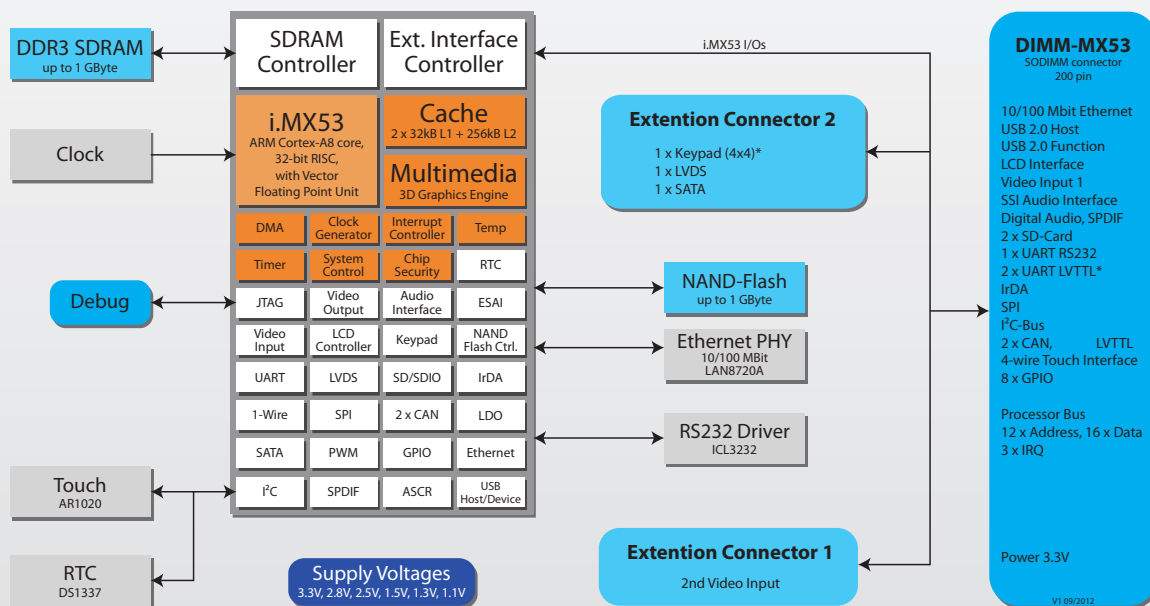 DDR3 SDRAM
up to 1 GByte
Clock
Debug
Touch
AR1020
RTC
DS1337
SDRAM
Controller
Ext. Interface
Controller
i.MX53
ARM Cortex-A8 core,
32-bit RISC,
with Vector
Floating Point Unit
Cache
2 x 32kB L1 + 256kB L2
Multimedia
3D Graphics Engine
DMA
Clock
Generator
Interrupt
Controller
Temp
Timer
System
Control
Chip
Security
RTC
JTAG
Video
Output
Audio
Interface
ESAI
Video
Input
LCD
Controller
Keypad
NAND
Flash Ctrl.
UART
LVDS
SD/SDIO
IrDA
1-Wire
SPI
2 x CAN
LDO
SATA
PWM
GPIO
Ethernet
I²C
SPDIF
ASCR
USB
Host/Device
Supply Voltages
3.3V, 2.8V, 2.5V, 1.5V, 1.3V, 1.1V
i.MX53 I/Os
Extention Connector 2
1 x Keypad (4x4)*
1 x LVDS
1 x SATA
NAND-Flash
up to 1 GByte
Ethernet PHY
10/100 MBit
LAN8720A
RS232 Driver
ICL3232
Extention Connector 1
2nd Video Input
DIMM-MX53
SODIMM connector
200 pin
10/100 Mbit Ethernet
USB 2.0 Host
USB 2.0 Function
LCD Interface
Video Input 1
SSI Audio Interface
Digital Audio, SPDIF
2 x SD-Card
1 x UART RS232
2 x UART LVTTL*
IrDA
SPI
I²C-Bus
2 x CAN, LVTTL
4-wire Touch Interface
8 x GPIO
Processor Bus
12 x Address, 16 x Data
3 x IRQ
Power 3.3V
V1 09/2012